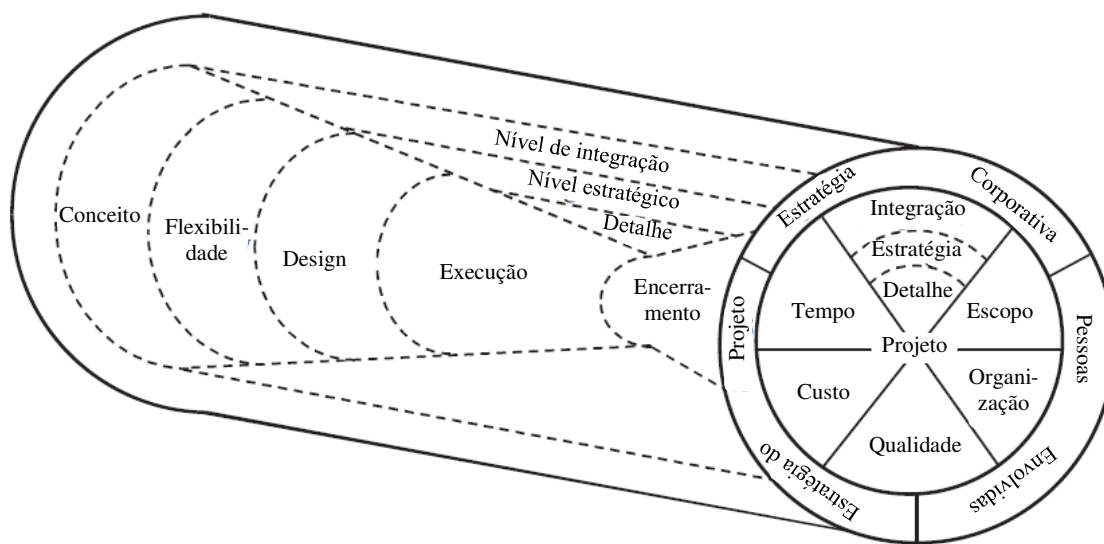 Conceito
Flexibili-
dade
Design
Execução
Encerra-
mento
Nível de integração
Nível estratégico
Detalhe
Estratégia
Corporativa
Pessoas
Envolvidas
Estratégia do
Projeto
Integração
Estratégia
Detalhe
Tempo
Escopo
Projeto
Custo
Organi-
zação
Qualidade